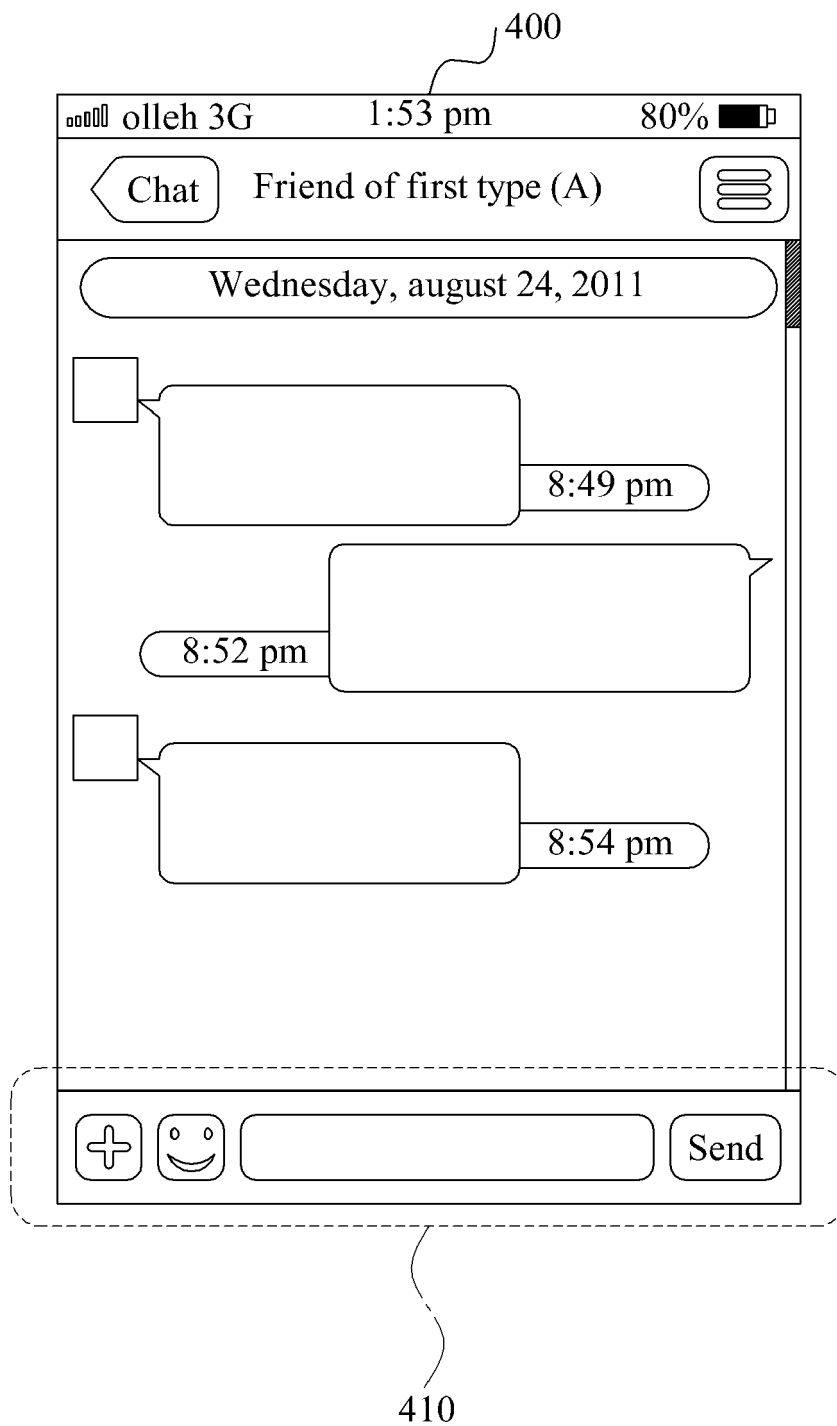 400
olleh 3G 1:53 pm 80%
Chat Friend of first type (A)
Wednesday, august 24, 2011
8:49 pm
8:52 pm
8:54 pm
Send
410